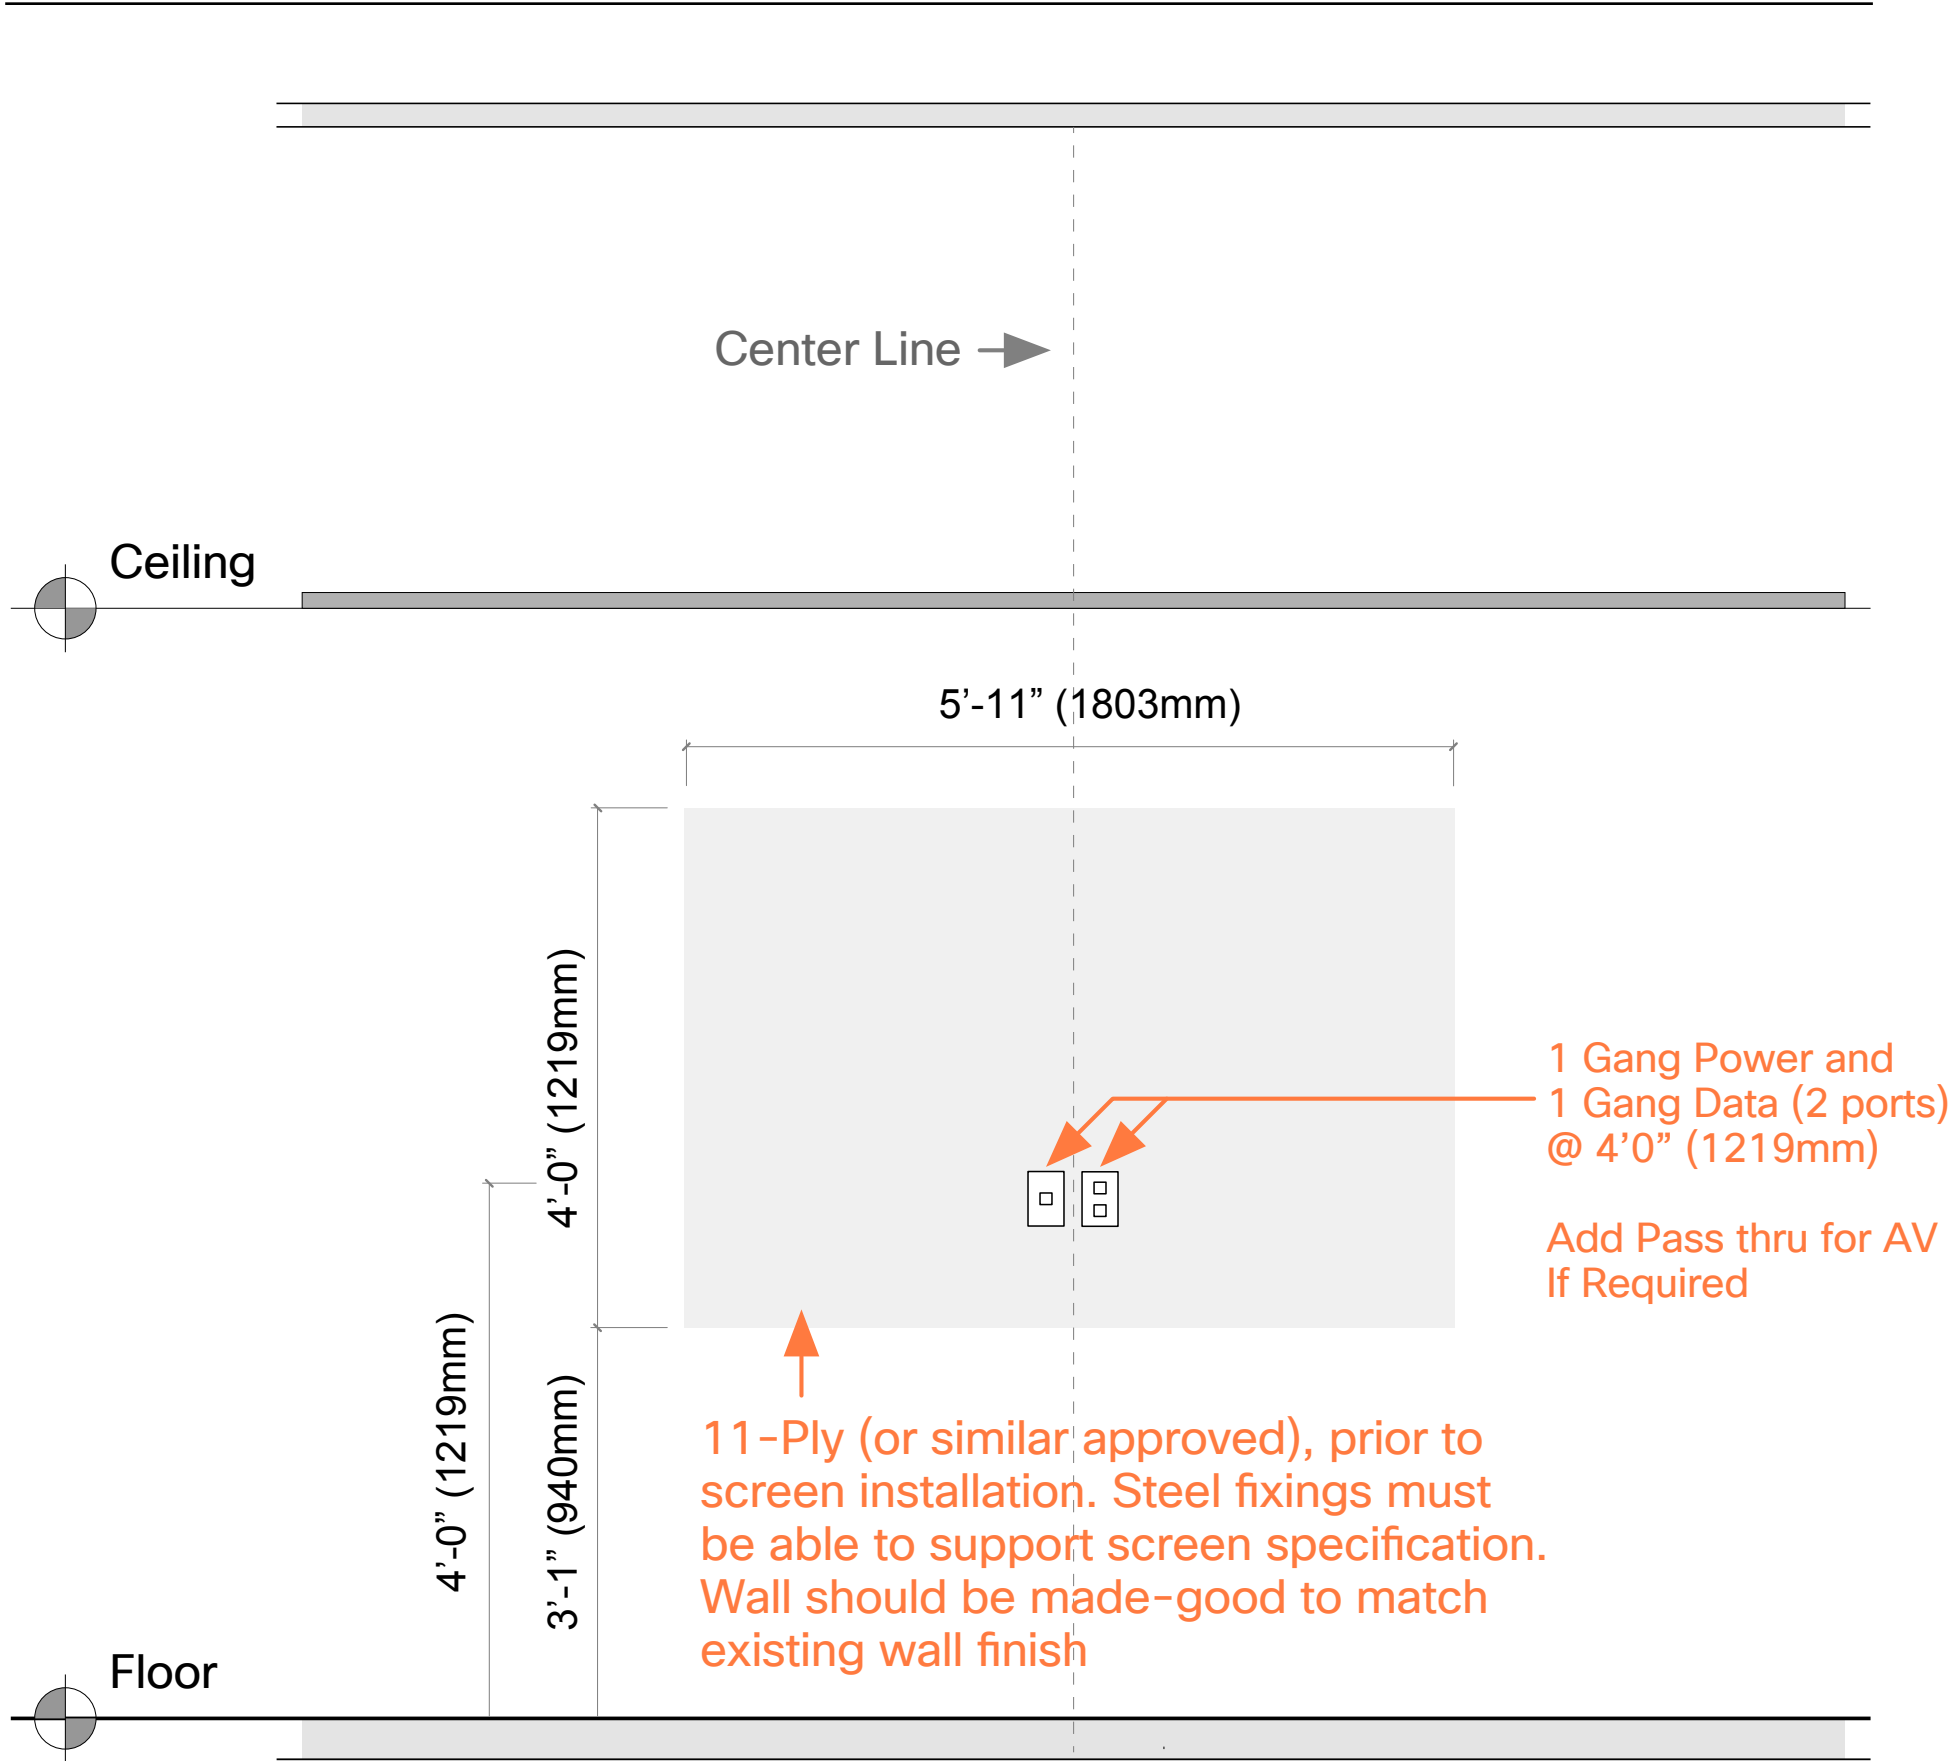 Center Line
Ceiling
5’-11” (1803mm)
4’-0” (1219mm)
1 Gang Power and
1 Gang Data (2 ports)
@ 4’0” (1219mm)
Add Pass thru for AV
If Required
4’-0” (1219mm)
3’-1” (940mm)
11-Ply (or similar approved), prior to
screen installation. Steel fixings must
be able to support screen specification.
Wall should be made-good to match
existing wall finish
Floor